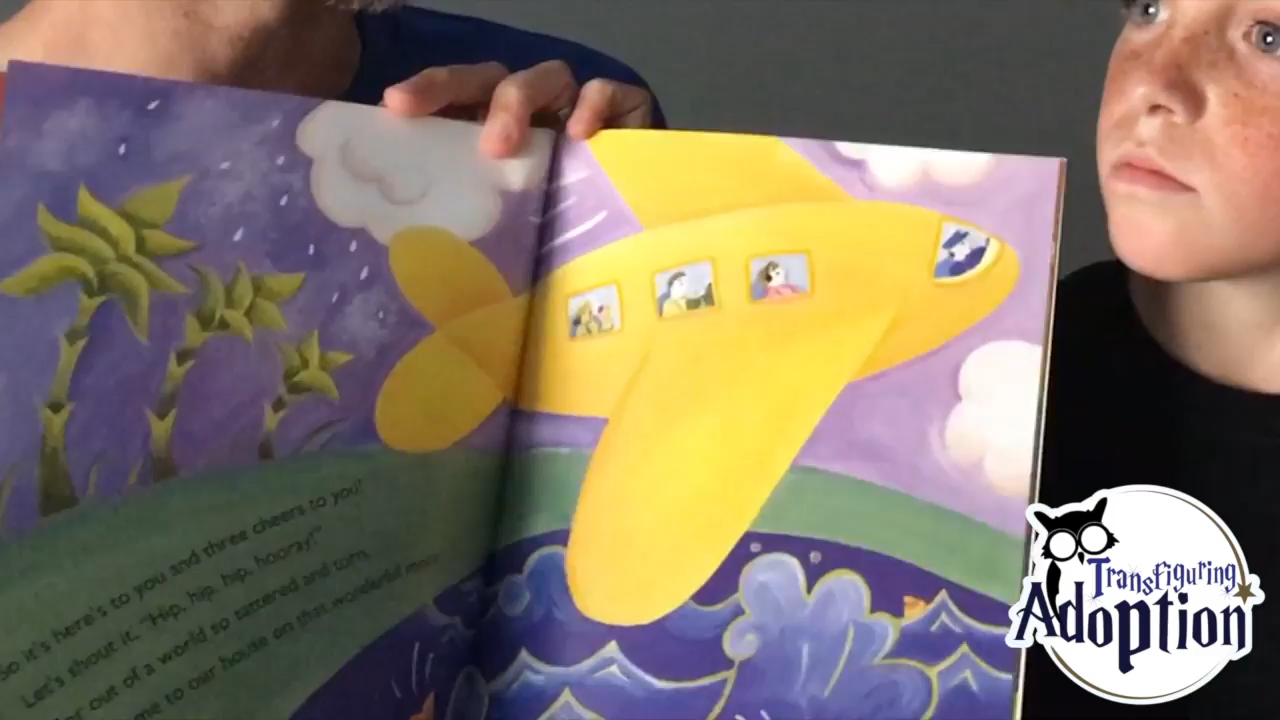 So it's here's to you and three cheers to you!
Let's shout it, "Hip, hip, hip, hooray!"
out of a world so tattered and torn,
to our house on that wonderful
Transfiguring
Adoption